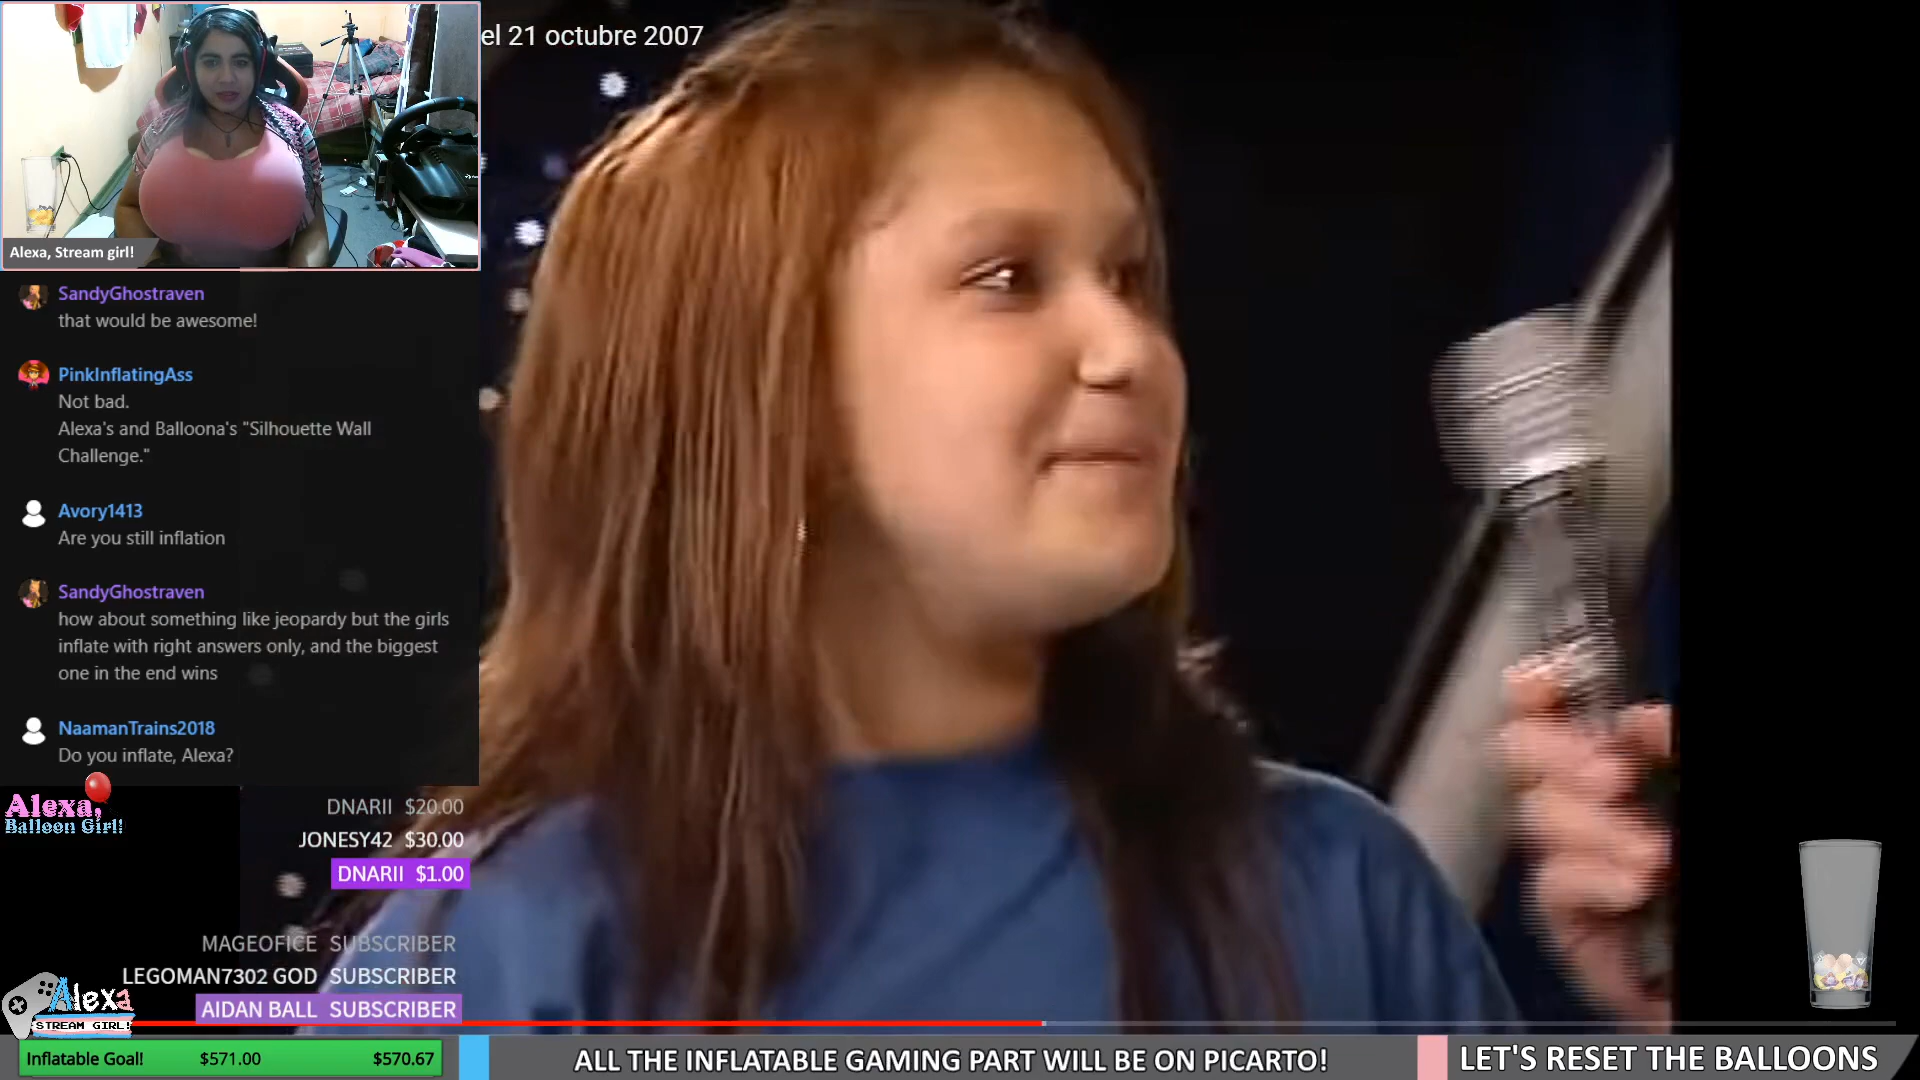 el 21 octubre 2007
Alexa, Stream girl!
SandyGhostraven
that would be awesome!
PinkInflatingAss
Not bad.
Alexa's and Balloona's "Silhouette Wall
Challenge."
Avory1413
Are you still inflation
SandyGhostraven
how about something like jeopardy but the girls
inflate with right answers only, and the biggest
one in the end wins
NaamanTrains2018
Do you inflate, Alexa?
Alexa,
Balloon Girl!
DNARII $20.00
JONESY42 $30.00
DNARII $1.00
MAGEOFICE SUBSCRIBER
LEGOMAN7302 GOD SUBSCRIBER
AIDAN BALL SUBSCRIBER
Alexa
STREAM GIRL!
Inflatable Goal! $571.00 $570.67
ALL THE INFLATABLE GAMING PART WILL BE ON PICARTO!
LET'S RESET THE BALLOONS